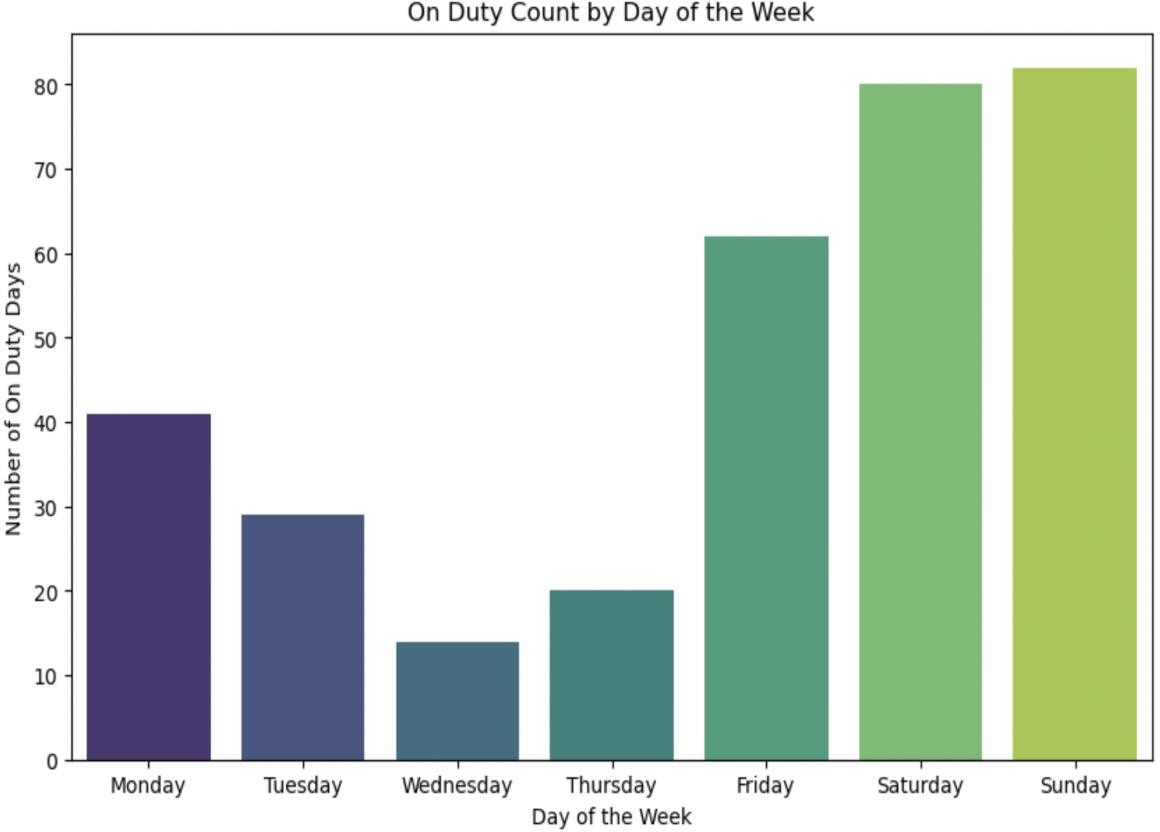 On Duty Count by Day of the Week
Number of On Duty Days
80
70
60
50
40
30
20
10
0
Monday Tuesday Wednesday Thursday Friday Saturday Sunday
Day of the Week